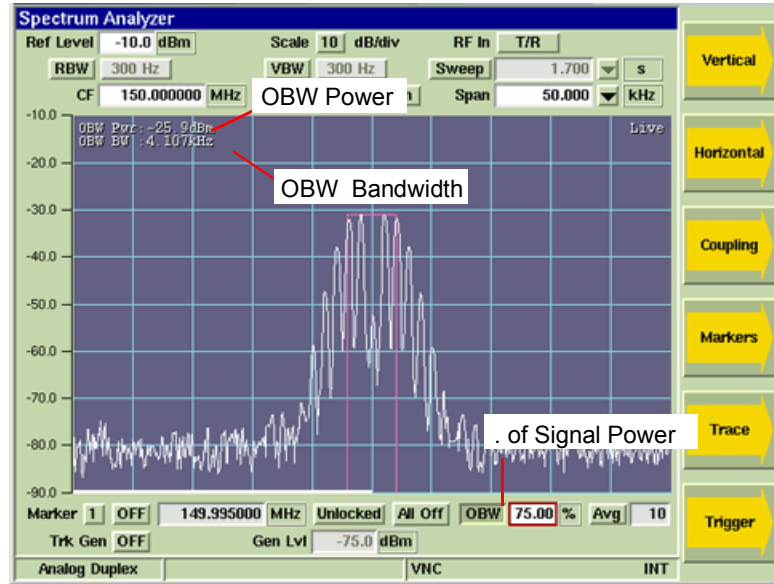 Spectrum Analyzer
Ref Level -10.0 dBm Scale 10 dB/div RF In T/R
RBW 300 Hz VBW 300 Hz Sweep 1.700 s
CF 150.000000 MHz OBW Power Span 50.000 kHz
-10.0
OBW Pwr:-25.9dBm
Live
OBW BW :4.107kHz
-20.0
OBW Bandwidth
-30.0
-40.0
-50.0
-60.0
-70.0
. of Signal Power
-80.0
-90.0
Marker 1 OFF 149.995000 MHz Unlocked All Off OBW 75.00 % Avg 10
Trk Gen OFF Gen Lvl -75.0 dBm
Analog Duplex VNC INT
Vertical
Horizontal
Coupling
Markers
Trace
Trigger